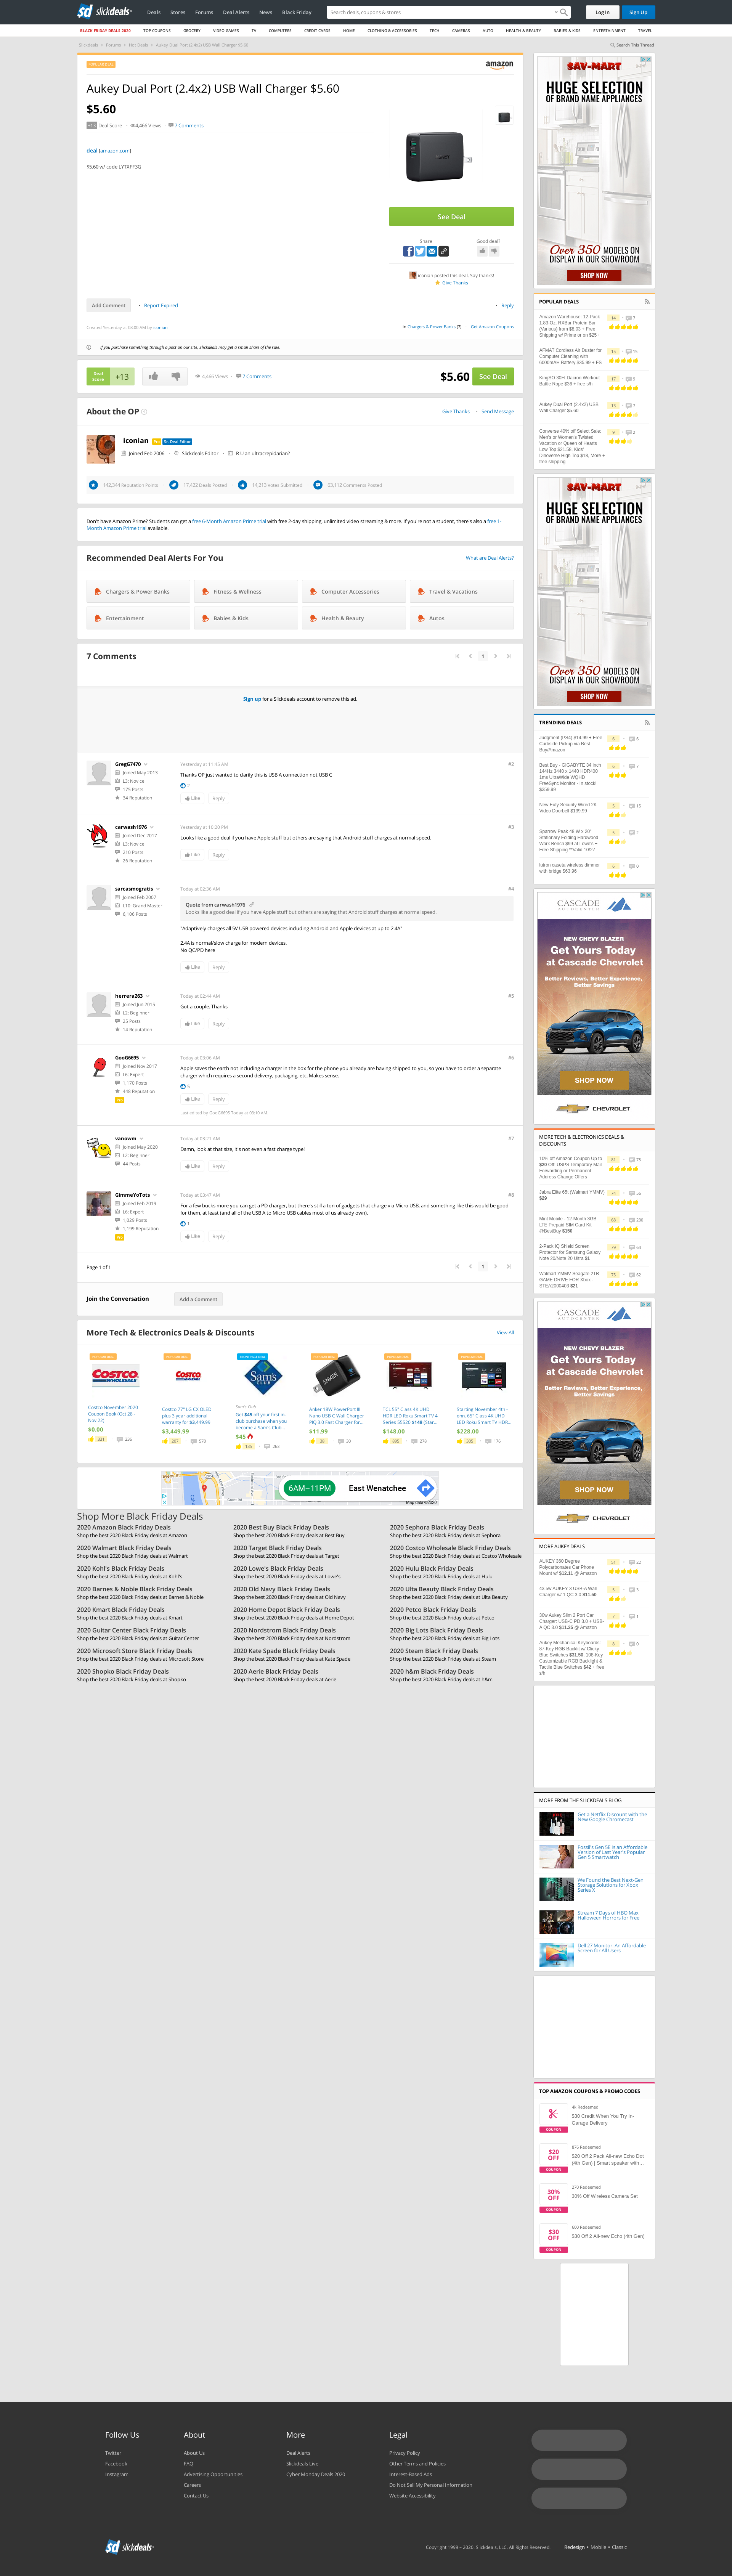 slickdeals
Deals Stores Forums Deal Alerts News Black Friday
Search deals, coupons & stores
Log In
Sign Up
BLACK FRIDAY DEALS 2020 TOP COUPONS GROCERY VIDEO GAMES TV COMPUTERS CREDIT CARDS HOME CLOTHING & ACCESSORIES TECH CAMERAS AUTO HEALTH & BEAUTY BABIES & KIDS ENTERTAINMENT TRAVEL
Slickdeals > Forums > Hot Deals > Aukey Dual Port (2.4x2) USB Wall Charger $5.60
Search This Thread
amazon
Aukey Dual Port (2.4x2) USB Wall Charger $5.60
$5.60
+13 Deal Score 4,466 Views 7 Comments
deal [amazon.com]
$5.60 w/ code LYTXFF3G
See Deal
Share
Good deal?
iconian posted this deal. Say thanks!
Give Thanks
Add Comment
Report Expired
Reply
Created Yesterday at 08:06 AM by iconian
in Chargers & Power Banks (7) Get Amazon Coupons
If you purchase something through a post on our site, Slickdeals may get a small share of the sale.
Deal Score +13
4,466 Views 7 Comments
$5.60 See Deal
About the OP
Give Thanks Send Message
iconian Pro Sr. Deal Editor
Joined Feb 2006 Slickdeals Editor R U an ultracrepidarian?
142,344 Reputation Points 17,422 Deals Posted 14,213 Votes Submitted 63,112 Comments Posted
Don't have Amazon Prime? Students can get a free 6-Month Amazon Prime trial with free 2-day shipping, unlimited video streaming & more. If you're not a student, there's also a free 1-
Month Amazon Prime trial available.
Recommended Deal Alerts For You
What are Deal Alerts?
Chargers & Power Banks
Fitness & Wellness
Computer Accessories
Travel & Vacations
Entertainment
Babies & Kids
Health & Beauty
Autos
7 Comments
1
Sign up for a Slickdeals account to remove this ad.
GregG7470
Joined May 2013
L3: Novice
175 Posts
34 Reputation
Yesterday at 11:45 AM
#2
Thanks OP just wanted to clarify this is USB A connection not USB C
2
Like Reply
carwash1976
Joined Dec 2017
L3: Novice
210 Posts
26 Reputation
Yesterday at 10:20 PM
#3
Looks like a good deal if you have Apple stuff but others are saying that Android stuff charges at normal speed.
Like Reply
sarcasmogratis
Joined Feb 2007
L10: Grand Master
6,106 Posts
Today at 02:36 AM
#4
Quote from carwash1976
Looks like a good deal if you have Apple stuff but others are saying that Android stuff charges at normal speed.
"Adaptively charges all 5V USB powered devices including Android and Apple devices at up to 2.4A"
2.4A is normal/slow charge for modern devices.
No QC/PD here
Like Reply
herrera263
Joined Jun 2015
L2: Beginner
25 Posts
14 Reputation
Today at 02:44 AM
#5
Got a couple. Thanks
Like Reply
GooG6695
Joined Nov 2017
L6: Expert
1,170 Posts
448 Reputation
Pro
Today at 03:06 AM
#6
Apple saves the earth not including a charger in the box for the phone you already are having shipped to you, so you have to order a separate
charger which requires a second delivery, packaging, etc. Makes sense.
5
Like Reply
Last edited by GooG6695 Today at 03:10 AM
vanowm
Joined May 2020
L2: Beginner
44 Posts
Today at 03:21 AM
#7
Damn, look at that size, it's not even a fast charge type!
Like Reply
GimmeYoTots
Joined Feb 2019
L6: Expert
1,029 Posts
1,199 Reputation
Pro
Today at 03:47 AM
#8
For a few bucks more you can get a PD charger, but there's still a ton of gadgets that charge via Micro USB, and something like this would be good
for them, at least (and all of the USB A to Micro USB cables most of us already own).
1
Like Reply
Page 1 of 1
1
Join the Conversation
Add a Comment
More Tech & Electronics Deals & Discounts
View All
Costco November 2020
Coupon Book (Oct 28 -
Nov 22)
$0.00
Costco 77" LG CX OLED
plus 3 year additional
warranty for $3,449.99
$3,449.99
Sam's Club
Get $45 off your first in-
club purchase when you
become a Sam's Club...
$45
Anker 18W PowerPort III
Nano USB C Wall Charger
PIQ 3.0 Fast Charger for...
$11.99
TCL 55" Class 4K UHD
HDR LED Roku Smart TV 4
Series 55S20 $148 (Star...
$148.00
Starting November 4th -
onn. 65" Class 4K UHD
LED Roku Smart TV HDR...
$228.00
6AM–11PM East Wenatchee
Map data ©2020
Shop More Black Friday Deals
2020 Amazon Black Friday Deals
Shop the best 2020 Black Friday deals at Amazon
2020 Best Buy Black Friday Deals
Shop the best 2020 Black Friday deals at Best Buy
2020 Sephora Black Friday Deals
Shop the best 2020 Black Friday deals at Sephora
2020 Walmart Black Friday Deals
Shop the best 2020 Black Friday deals at Walmart
2020 Target Black Friday Deals
Shop the best 2020 Black Friday deals at Target
2020 Costco Wholesale Black Friday Deals
Shop the best 2020 Black Friday deals at Costco Wholesale
2020 Kohl's Black Friday Deals
Shop the best 2020 Black Friday deals at Kohl's
2020 Lowe's Black Friday Deals
Shop the best 2020 Black Friday deals at Lowe's
2020 Hulu Black Friday Deals
Shop the best 2020 Black Friday deals at Hulu
2020 Barnes & Noble Black Friday Deals
Shop the best 2020 Black Friday deals at Barnes & Noble
2020 Old Navy Black Friday Deals
Shop the best 2020 Black Friday deals at Old Navy
2020 Ulta Beauty Black Friday Deals
Shop the best 2020 Black Friday deals at Ulta Beauty
2020 Kmart Black Friday Deals
Shop the best 2020 Black Friday deals at Kmart
2020 Home Depot Black Friday Deals
Shop the best 2020 Black Friday deals at Home Depot
2020 Petco Black Friday Deals
Shop the best 2020 Black Friday deals at Petco
2020 Guitar Center Black Friday Deals
Shop the best 2020 Black Friday deals at Guitar Center
2020 Nordstrom Black Friday Deals
Shop the best 2020 Black Friday deals at Nordstrom
2020 Big Lots Black Friday Deals
Shop the best 2020 Black Friday deals at Big Lots
2020 Microsoft Store Black Friday Deals
Shop the best 2020 Black Friday deals at Microsoft Store
2020 Kate Spade Black Friday Deals
Shop the best 2020 Black Friday deals at Kate Spade
2020 Steam Black Friday Deals
Shop the best 2020 Black Friday deals at Steam
2020 Shopko Black Friday Deals
Shop the best 2020 Black Friday deals at Shopko
2020 Aerie Black Friday Deals
Shop the best 2020 Black Friday deals at Aerie
2020 h&m Black Friday Deals
Shop the best 2020 Black Friday deals at h&m
SAV-MART
HUGE SELECTION
OF BRAND NAME APPLIANCES
Over 350 MODELS ON
DISPLAY IN OUR SHOWROOM
SHOP NOW
POPULAR DEALS
Amazon Warehouse: 12-Pack
1.83-Oz. RXBar Protein Bar
(Various) from $6.03 + Free
Shipping w/ Prime or on $25+
AFMAT Cordless Air Duster for
Computer Cleaning with
6000mAH Battery $35.88 + FS
KingSO 30Ft Dacron Workout
Battle Rope $36 + free s/h
Aukey Dual Port (2.4x2) USB
Wall Charger $5.60
Converse 40% off Select Sale:
Men's or Women's Twisted
Vacation or Queen of Hearts
Low Top $21.58, Kids'
Dinoverse High Top $18, More +
free shipping
SAV-MART
HUGE SELECTION
OF BRAND NAME APPLIANCES
Over 350 MODELS ON
DISPLAY IN OUR SHOWROOM
SHOP NOW
TRENDING DEALS
Judgment (PS4) $14.99 + Free
Curbside Pickup via Best
Buy/Amazon
Best Buy - GIGABYTE 34-inch
144Hz 3440 x 1440 HDR400
1ms UltraWide WQHD
FreeSync Monitor - In stock!
$359.99
New Eufy Security Wired 2K
Video Doorbell $139.99
Sparrow Peak 48 W x 20"
Stationary Folding Hardwood
Work Bench $99 at Lowe's +
Free Shipping **Valid 10/27
lutron caseta wireless dimmer
with bridge $63.96
CASCADE
AUTOCENTER
NEW CHEVY BLAZER
Get Yours Today
at Cascade Chevrolet
Better Reviews, Better Experience,
Better Savings
SHOP NOW
CHEVROLET
MORE TECH & ELECTRONICS DEALS &
DISCOUNTS
10% off Amazon Coupon Up to
$20 Off! USPS Temporary Mail
Forwarding or Permanent
Address Change Offers
Jabra Elite 65t (Walmart YMMV)
$29
Mint Mobile - 12-Month 3GB
LTE Prepaid SIM Card Kit
@BestBuy $150
2-Pack IQ Shield Screen
Protector for Samsung Galaxy
Note 20/Note 20 Ultra $1
Walmart YMMV Seagate 2TB
GAME DRIVE FOR Xbox -
STEA2000403 $21
CASCADE
AUTOCENTER
NEW CHEVY BLAZER
Get Yours Today
at Cascade Chevrolet
Better Reviews, Better Experience,
Better Savings
SHOP NOW
CHEVROLET
MORE AUKEY DEALS
AUKEY 360 Degree
Polycarbonates Car Phone
Mount w/ $12.11 @ Amazon
43.5w AUKEY 3 USB-A Wall
Charger w/ 1 QC 3.0 $11.50
30w Aukey Slim 2 Port Car
Charger: USB-C PD 3.0 + USB-
A QC 3.0 $11.25 @ Amazon
Aukey Mechanical Keyboards:
87-Key RGB Backlit w/ Clicky
Blue Switches $31.50, 108-Key
Customizable RGB Backlight &
Tactile Blue Switches $42 + free
s/h
MORE FROM THE SLICKDEALS BLOG
Get a Netflix Discount with the
New Google Chromecast
Fossil's Gen 5E Is an Affordable
Version of Last Year's Popular
Gen 5 Smartwatch
We Found the Best Next-Gen
Storage Solutions for Xbox
Series X
Stream 7 Days of HBO Max
Halloween Horrors for Free
Dell 27 Monitor: An Affordable
Screen for All Users
TOP AMAZON COUPONS & PROMO CODES
4k Redeemed
$30 Credit When You Try In-
Garage Delivery
COUPON
$20 OFF
COUPON
876 Redeemed
$20 Off 2 Pack All-new Echo Dot
(4th Gen) | Smart speaker with...
30% OFF
COUPON
279 Redeemed
30% Off Wireless Camera Set
$30 OFF
COUPON
600 Redeemed
$30 Off 2 All-new Echo (4th Gen)
Follow Us
Twitter
Facebook
Instagram
About
About Us
FAQ
Advertising Opportunities
Careers
Contact Us
More
Deal Alerts
Slickdeals Live
Cyber Monday Deals 2020
Legal
Privacy Policy
Other Terms and Policies
Interest-Based Ads
Do Not Sell My Personal Information
Website Accessibility
slickdeals
Copyright 1999 - 2020. Slickdeals, LLC. All Rights Reserved
Redesign • Mobile • Classic